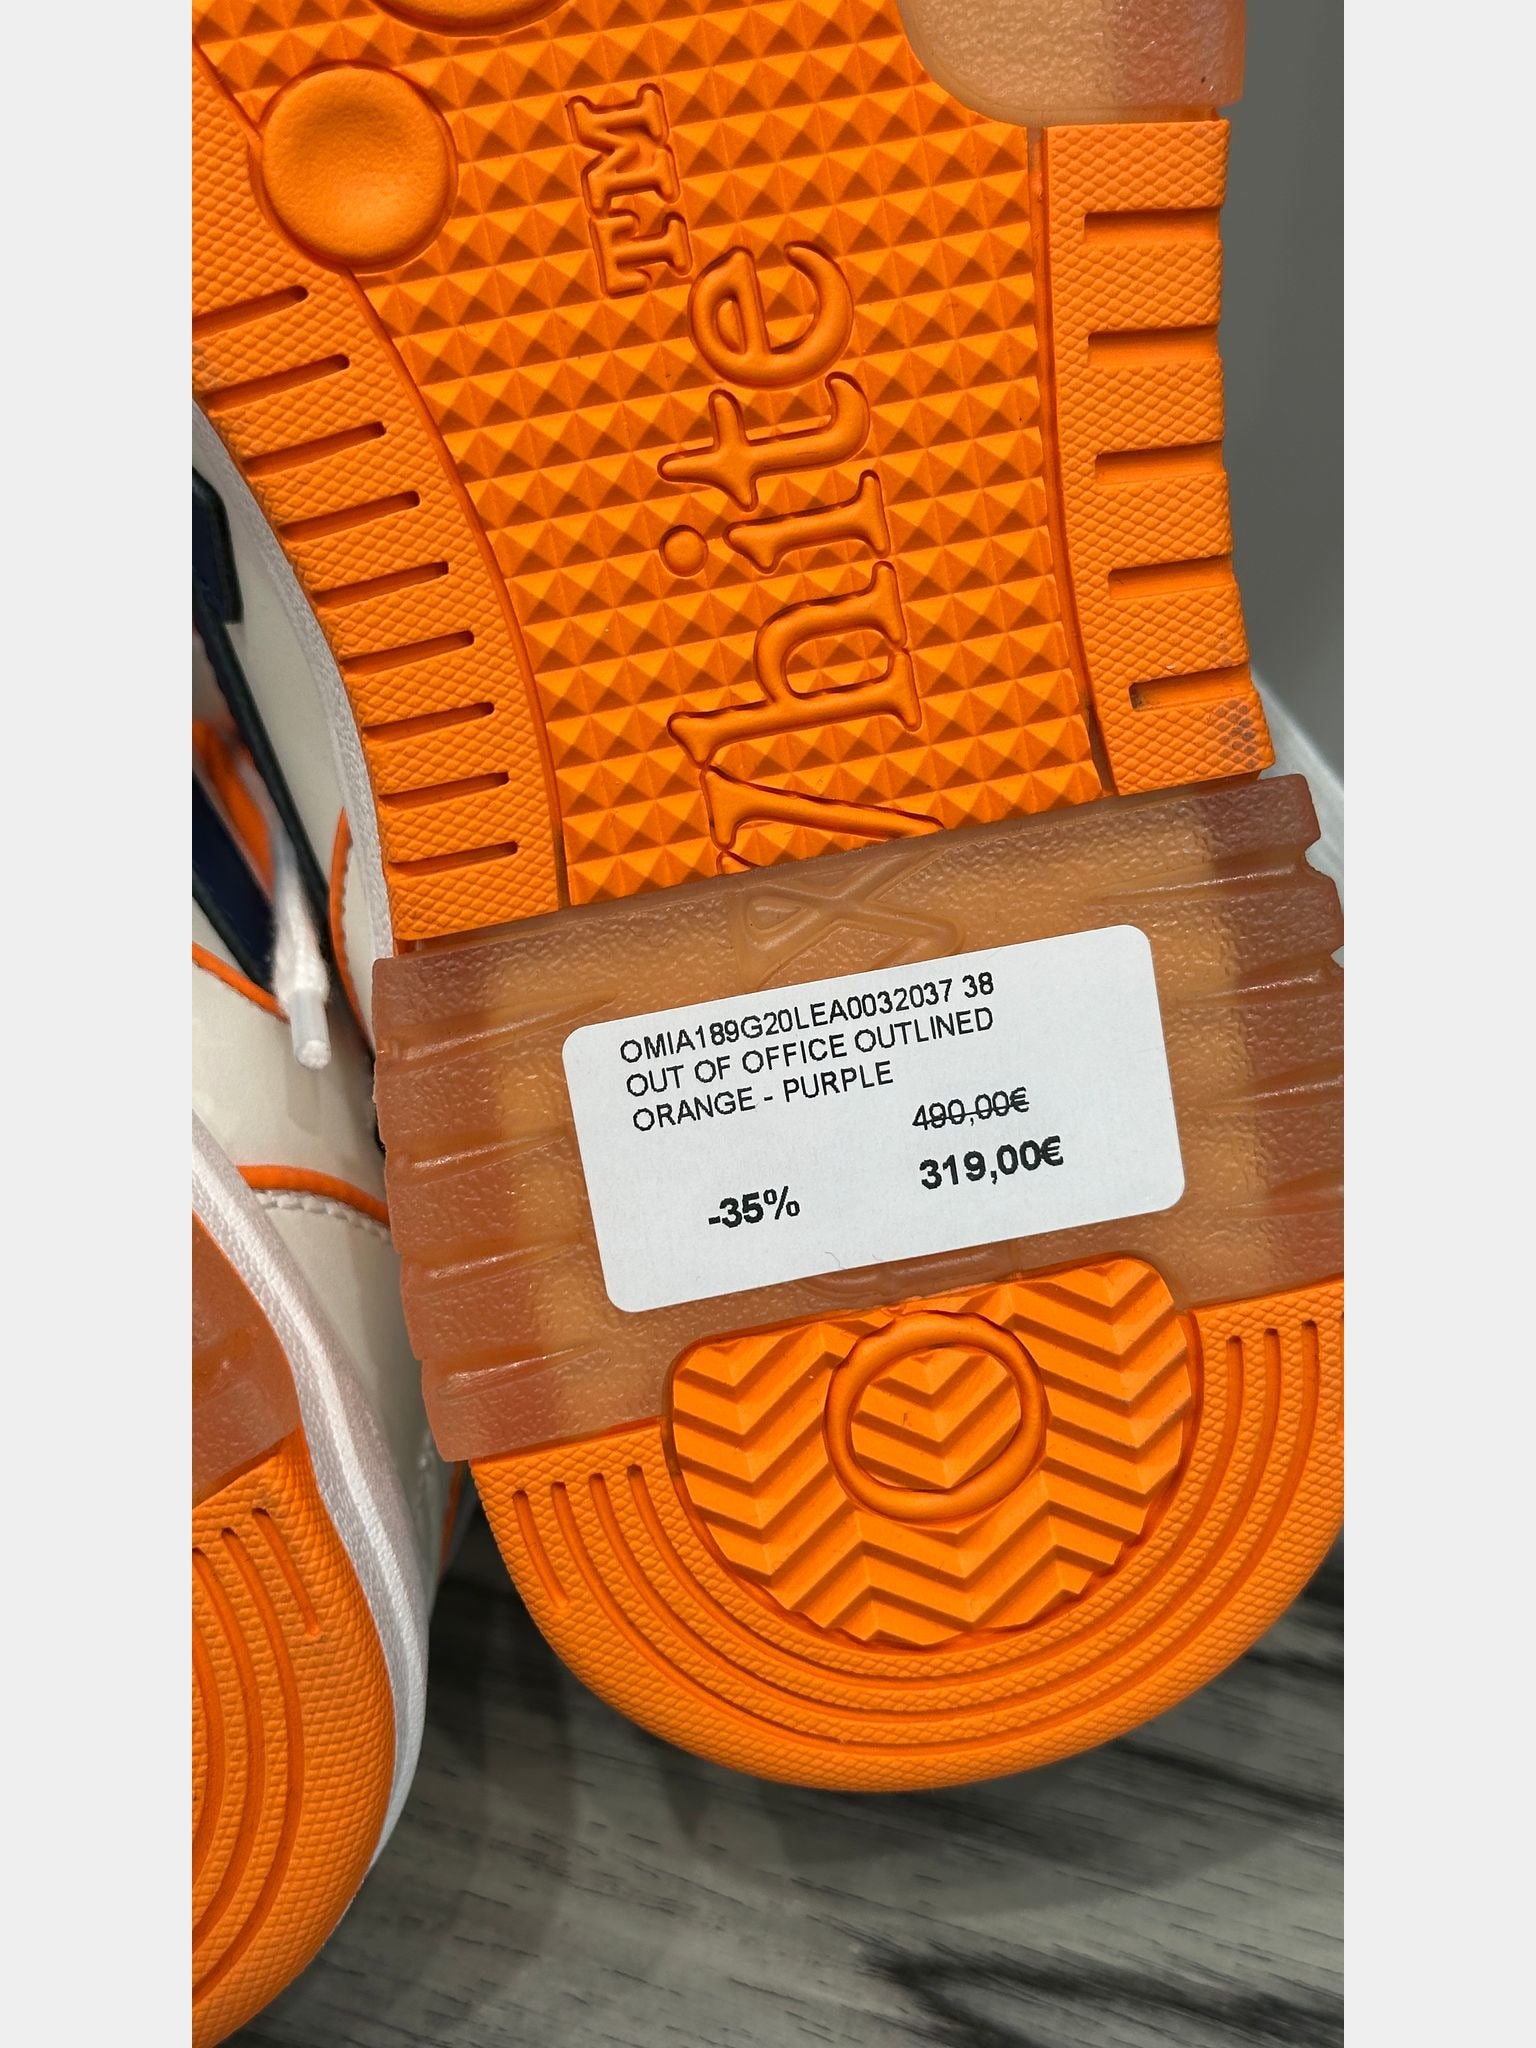 TM
white
OMIA189G20LEA0032037 38
OUT OF OFFICE OUTLINED
ORANGE - PURPLE
490,00€
-35% 319,00€